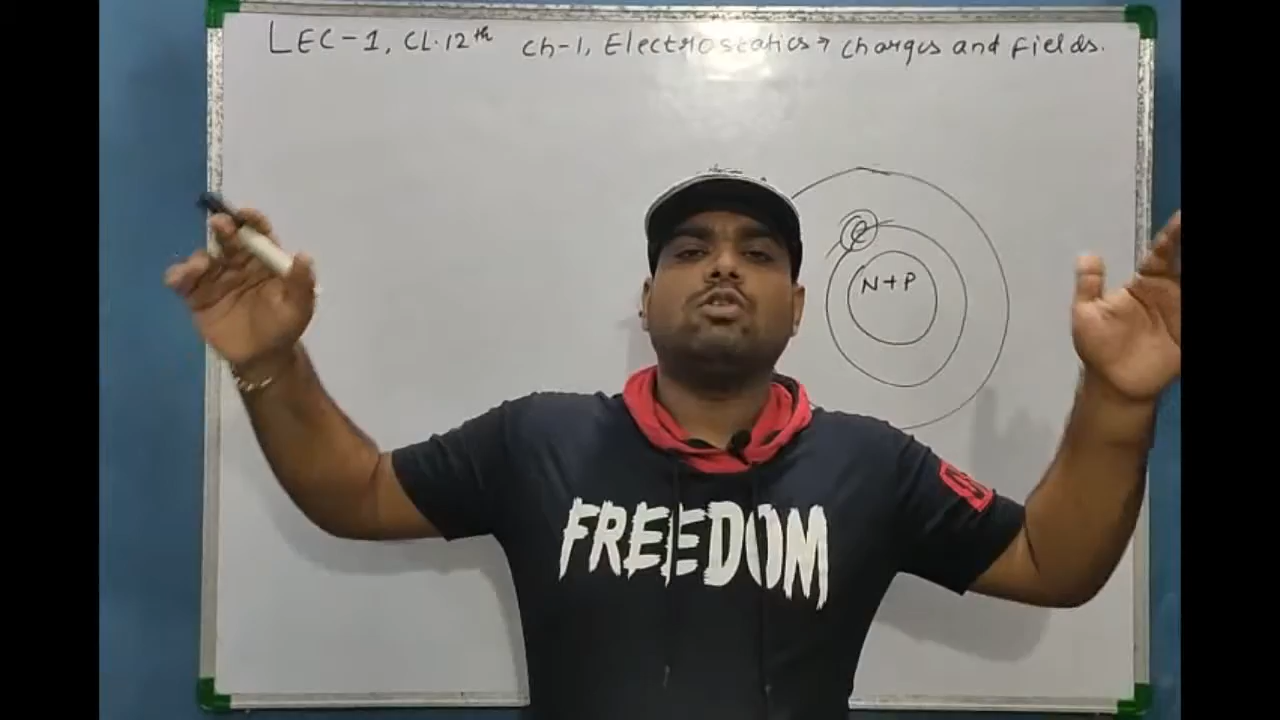 LEC-1, CL.12th Ch-1, Electrostatics → charges and Fields.
e
N+P
FREEDOM